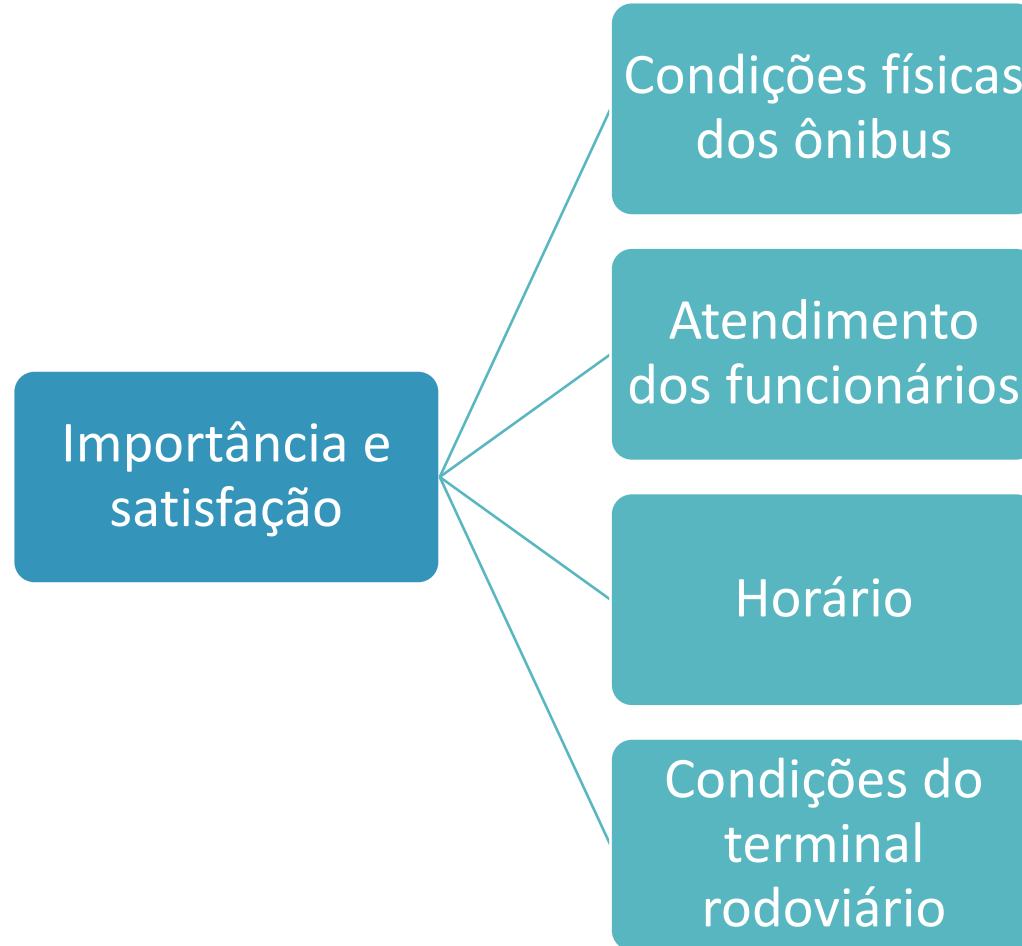 Condições físicas
dos ônibus
Atendimento
dos funcionários
Importância e
satisfação
Horário
Condições do
terminal
rodoviário